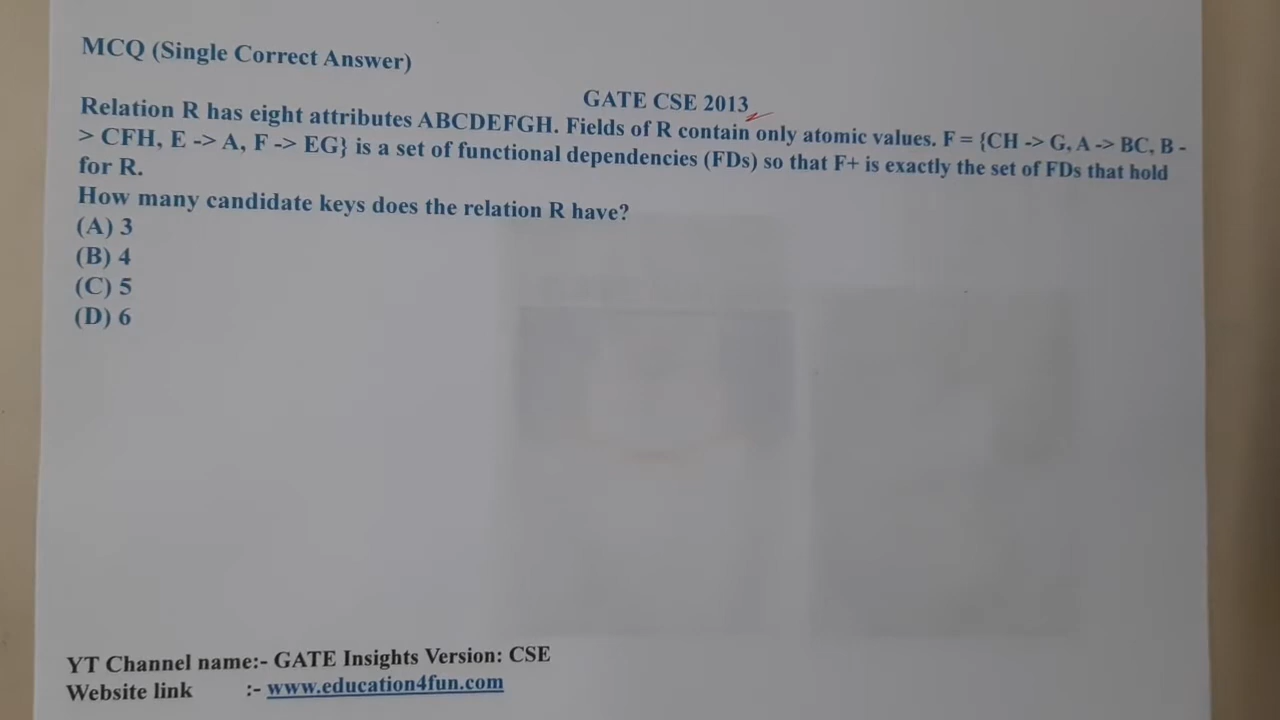 MCQ (Single Correct Answer)
GATE CSE 2013
Relation R has eight attributes ABCDEFGH. Fields of R contain only atomic values. F = {CH -> G, A -> BC, B -
> CFH, E -> A, F -> EG} is a set of functional dependencies (FDs) so that F+ is exactly the set of FDs that hold
for R.
How many candidate keys does the relation R have?
(A) 3
(B) 4
(C) 5
(D) 6
YT Channel name:- GATE Insights Version: CSE
Website link :- www.education4fun.com